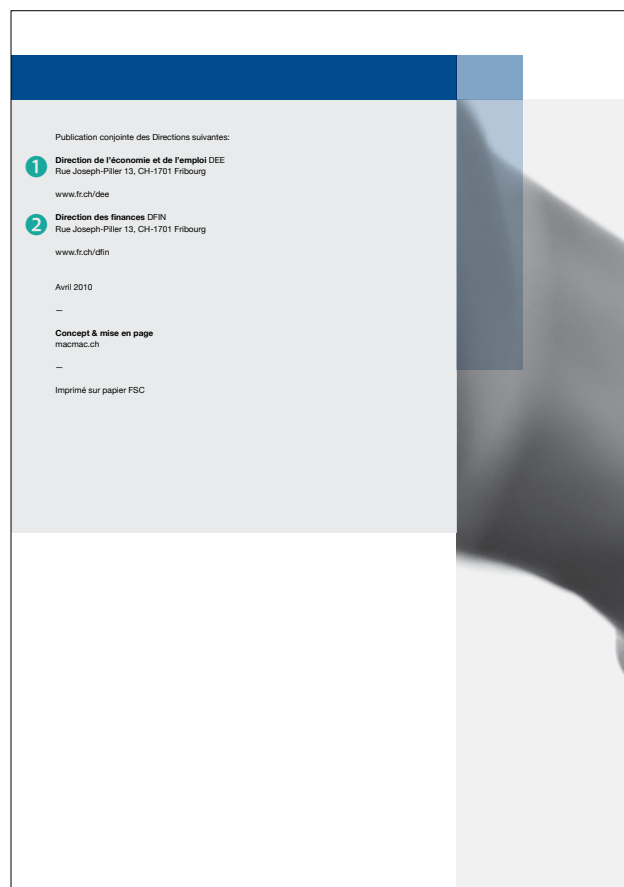 Publication conjointe des Directions suivantes:
1
Direction de l'économie et de l'emploi DEE
Rue Joseph-Piller 13, CH-1701 Fribourg
www.fr.ch/dee
2
Direction des finances DFIN
Rue Joseph-Piller 13, CH-1701 Fribourg
www.fr.ch/dfin
Avril 2010
—
Concept & mise en page
macmac.ch
—
Imprimé sur papier FSC